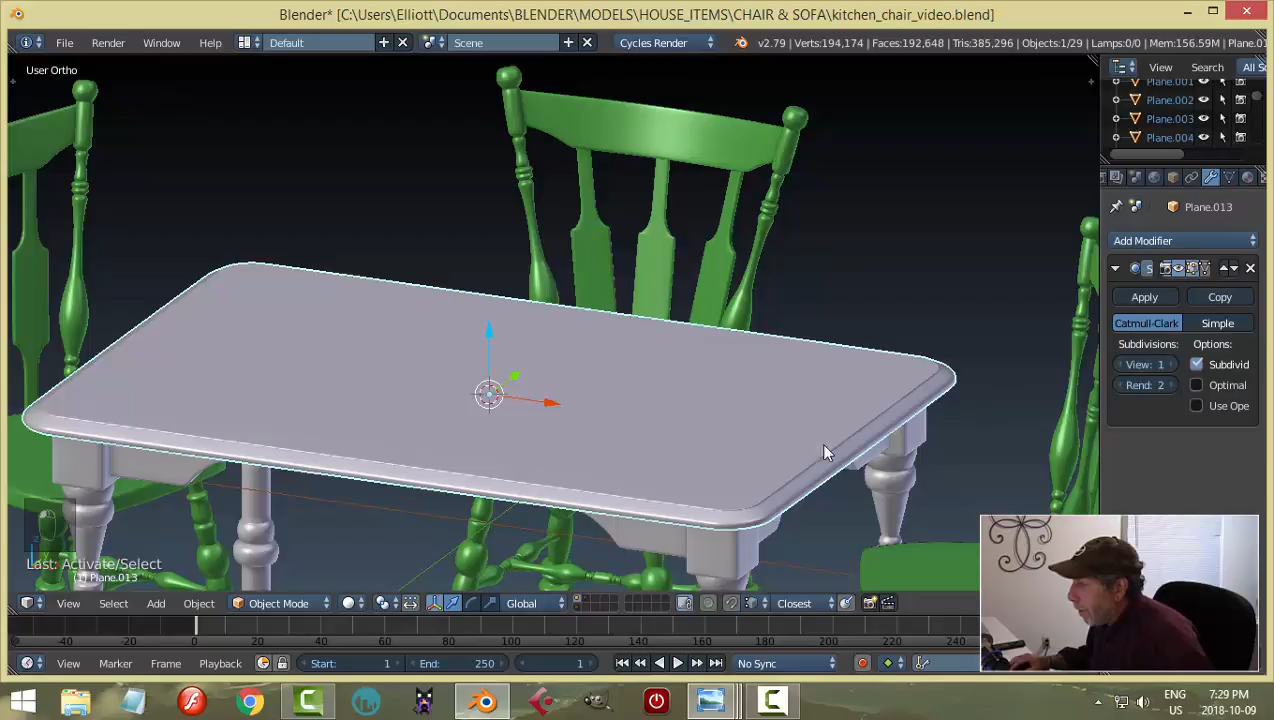 Blender* [C:\Users\Elliott\Documents\BLENDER\MODELS\HOUSE_ITEMS\CHAIR & SOFA\kitchen_chair_video.blend]
File Render Window Help Default Scene Cycles Render v2.79 | Verts:194,174 | Faces:192,648 | Tris:385,296 | Objects:1/29 | Lamps:0/0 | Mem:156.59M | Plane.01
User Ortho
View Search All Sc
Plane.001
Plane.002
Plane.003
Plane.004
Plane.013
Add Modifier
S
Apply Copy
Catmull-Clark Simple
Subdivisions: Options:
View: 1 Subdivid
Rend: 2 Optimal
Use Ope
Last: Activate/Select
(1) Plane.013
View Select Add Object Object Mode Global Closest
-40 -20 0 20 40 60 80 100 120 140 160 180 200 220 240
View Marker Frame Playback Start: 1 End: 250 1 No Sync
ENG 7:29 PM
US 2018-10-09